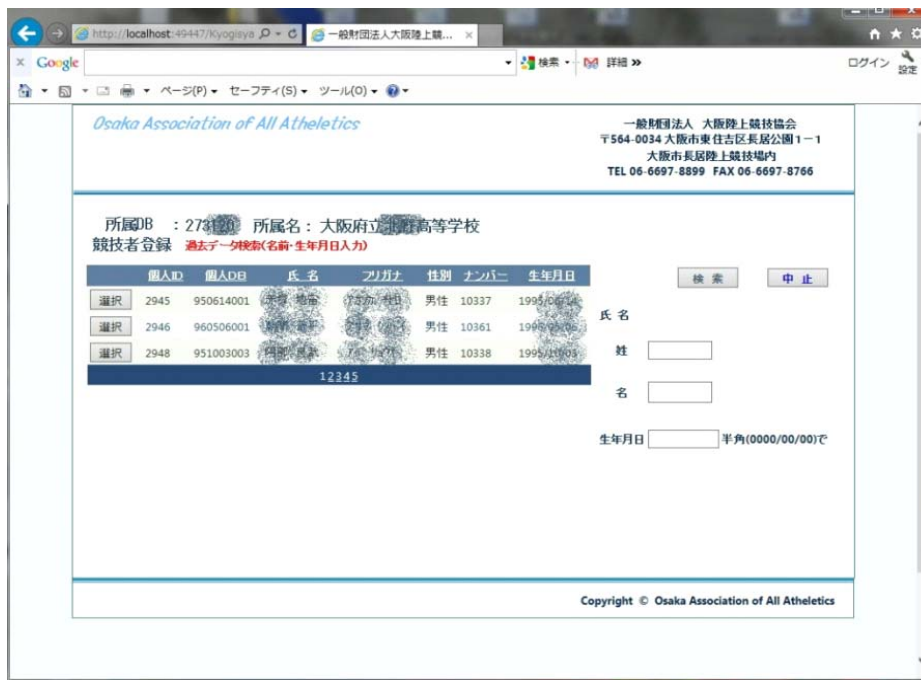 http://localhost:49447/Kyogisya
一般財団法人大阪陸上競...
Google
検索
詳細 »
ログイン
設定
ページ(P)
セーフティ(S)
ツール(O)
Osaka Association of All Atheletics
一般財団法人 大阪陸上競技協会
〒564-0034 大阪市東住吉区長居公園1-1
大阪市長居陸上競技場内
TEL 06-6697-8899 FAX 06-6697-8766
所属DB : 273 所属名 : 大阪府立 高等学校
競技者登録 過去データ検索(名前・生年月日入力)
個人ID 個人DB 氏 名 フリガナ 性別 ナンバー 生年月日
選択 2945 950614001 男性 10337
選択 2946 960506001 男性 10361
選択 2948 951003003 男性 10338
12345
検 索 中 止
氏 名
姓
名
生年月日 半角(0000/00/00)で
Copyright © Osaka Association of All Atheletics